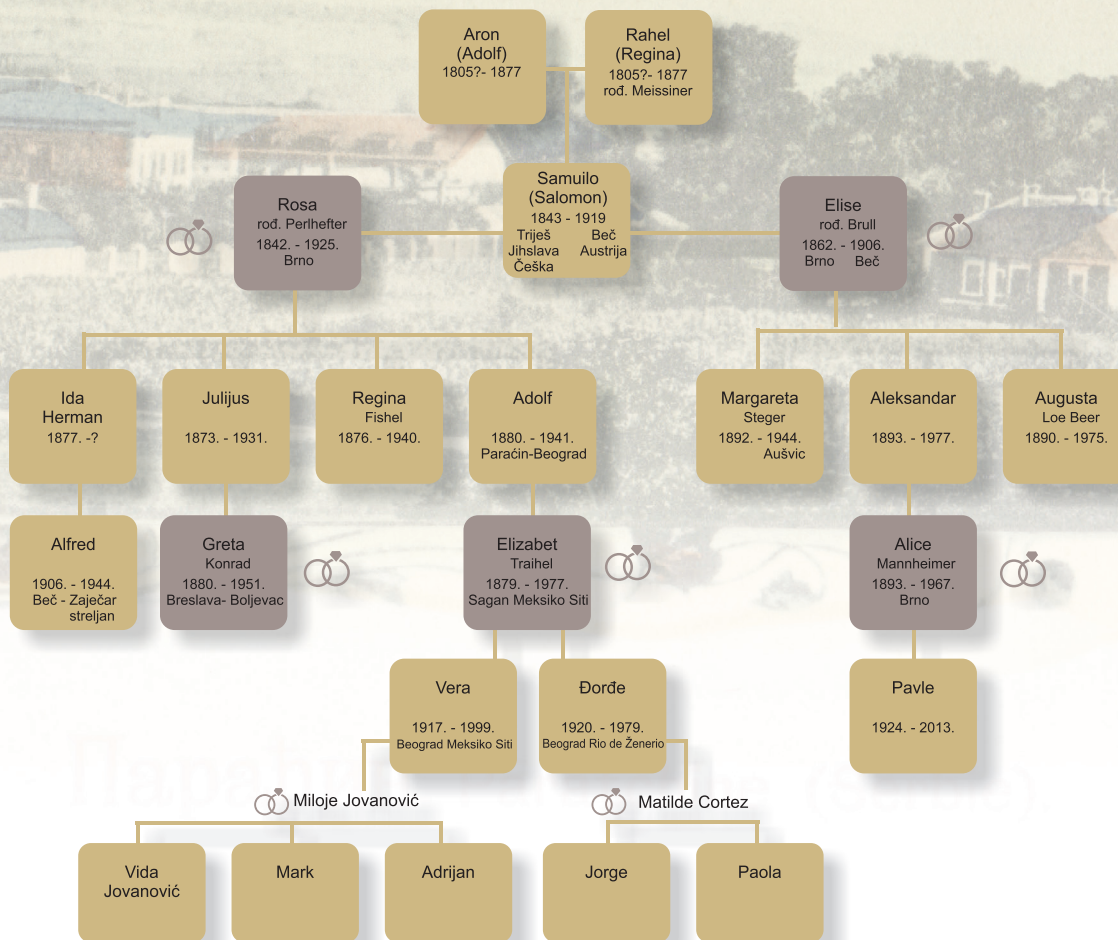 Aron
(Adolf)
1805?- 1877
Rahel
(Regina)
1805?- 1877
rođ. Meissiner
Rosa
rođ. Perlhefter
1842. - 1925.
Brno
Samuilo
(Salomon)
1843 - 1919
Triješ Beč
Jihslava Austrija
Češka
Elise
rođ. Brull
1862. - 1906.
Brno Beč
Ida
Herman
1877. -?
Julijus
1873. - 1931.
Regina
Fishel
1876. - 1940.
Adolf
1880. - 1941.
Paraćin-Beograd
Margareta
Steger
1892. - 1944.
Aušvic
Aleksandar
1893. - 1977.
Augusta
Loe Beer
1890. - 1975.
Alfred
1906. - 1944.
Beč - Zaječar
streljan
Greta
Konrad
1880. - 1951.
Breslava- Boljevac
Elizabet
Traihel
1879. - 1977.
Sagan Meksiko Siti
Alice
Mannheimer
1893. - 1967.
Brno
Vera
1917. - 1999.
Beograd Meksiko Siti
Đorđe
1920. - 1979.
Beograd Rio de Ženerio
Pavle
1924. - 2013.
Miloje Jovanović
Matilde Cortez
Vida
Jovanović
Mark
Adrijan
Jorge
Paola